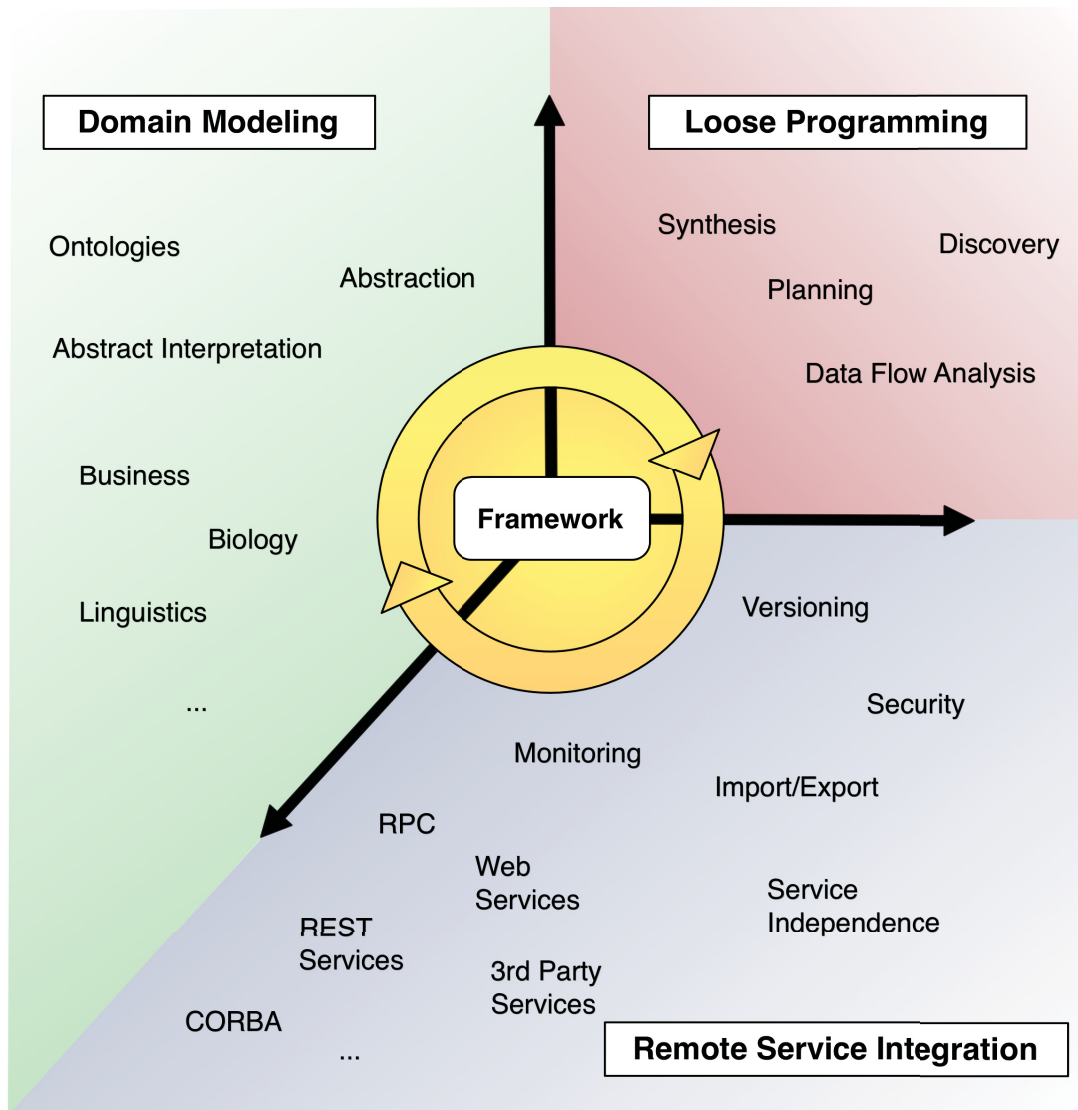 Domain Modeling
Ontologies
Abstraction
Abstract Interpretation
Business
Biology
Linguistics
...
Loose Programming
Synthesis
Discovery
Planning
Data Flow Analysis
Framework
Versioning
Security
Monitoring
Import/Export
RPC
Web
Services
Service
Independence
REST
Services
3rd Party
Services
CORBA
...
Remote Service Integration